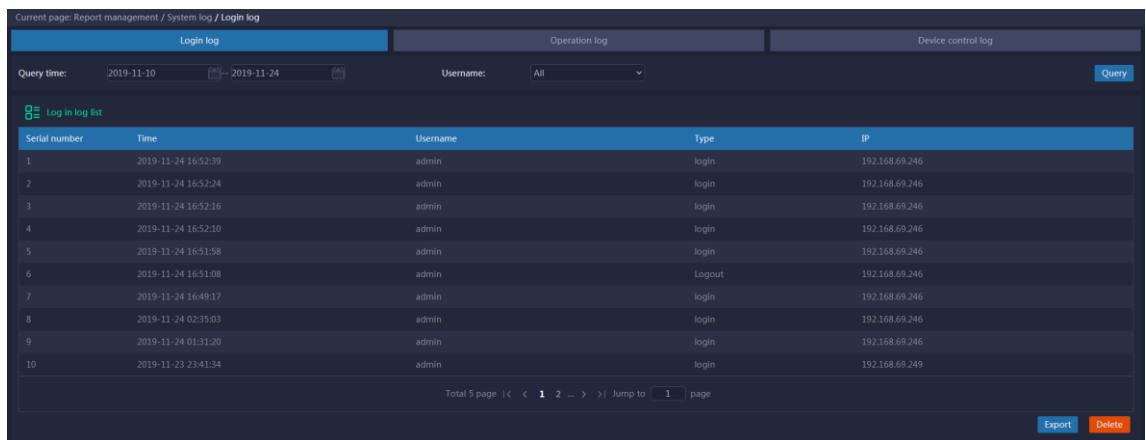 Current page: Report management / System log / Login log
Login log Operation log Device control log
Query time: 2019-11-10 -- 2019-11-24 Username: All Query
Log in log list
Serial number Time Username Type IP
1 2019-11-24 16:52:39 admin login 192.168.69.246
2 2019-11-24 16:52:24 admin login 192.168.69.246
3 2019-11-24 16:52:16 admin login 192.168.69.246
4 2019-11-24 16:52:10 admin login 192.168.69.246
5 2019-11-24 16:51:58 admin login 192.168.69.246
6 2019-11-24 16:51:08 admin Logout 192.168.69.246
7 2019-11-24 16:49:17 admin login 192.168.69.246
8 2019-11-24 02:35:03 admin login 192.168.69.246
9 2019-11-24 01:31:20 admin login 192.168.69.246
10 2019-11-23 23:41:34 admin login 192.168.69.249
Total 5 page |< < 1 2 ... > >| Jump to 1 page
Export Delete